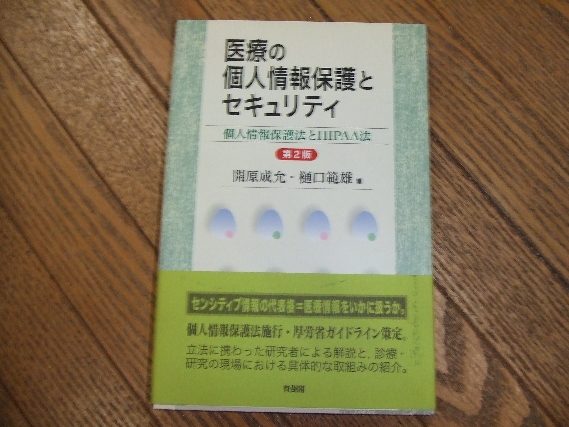 医療の
個人情報保護と
セキュリティ
個人情報保護法とHIPAA法
第2版
開原成允・樋口範雄 編
センシティブ情報の代表格=医療情報をいかに扱うか。
個人情報保護法施行・厚労省ガイドライン策定。
立法に携わった研究者による解説と、診療・
研究の現場における具体的な取組みの紹介。
有斐閣